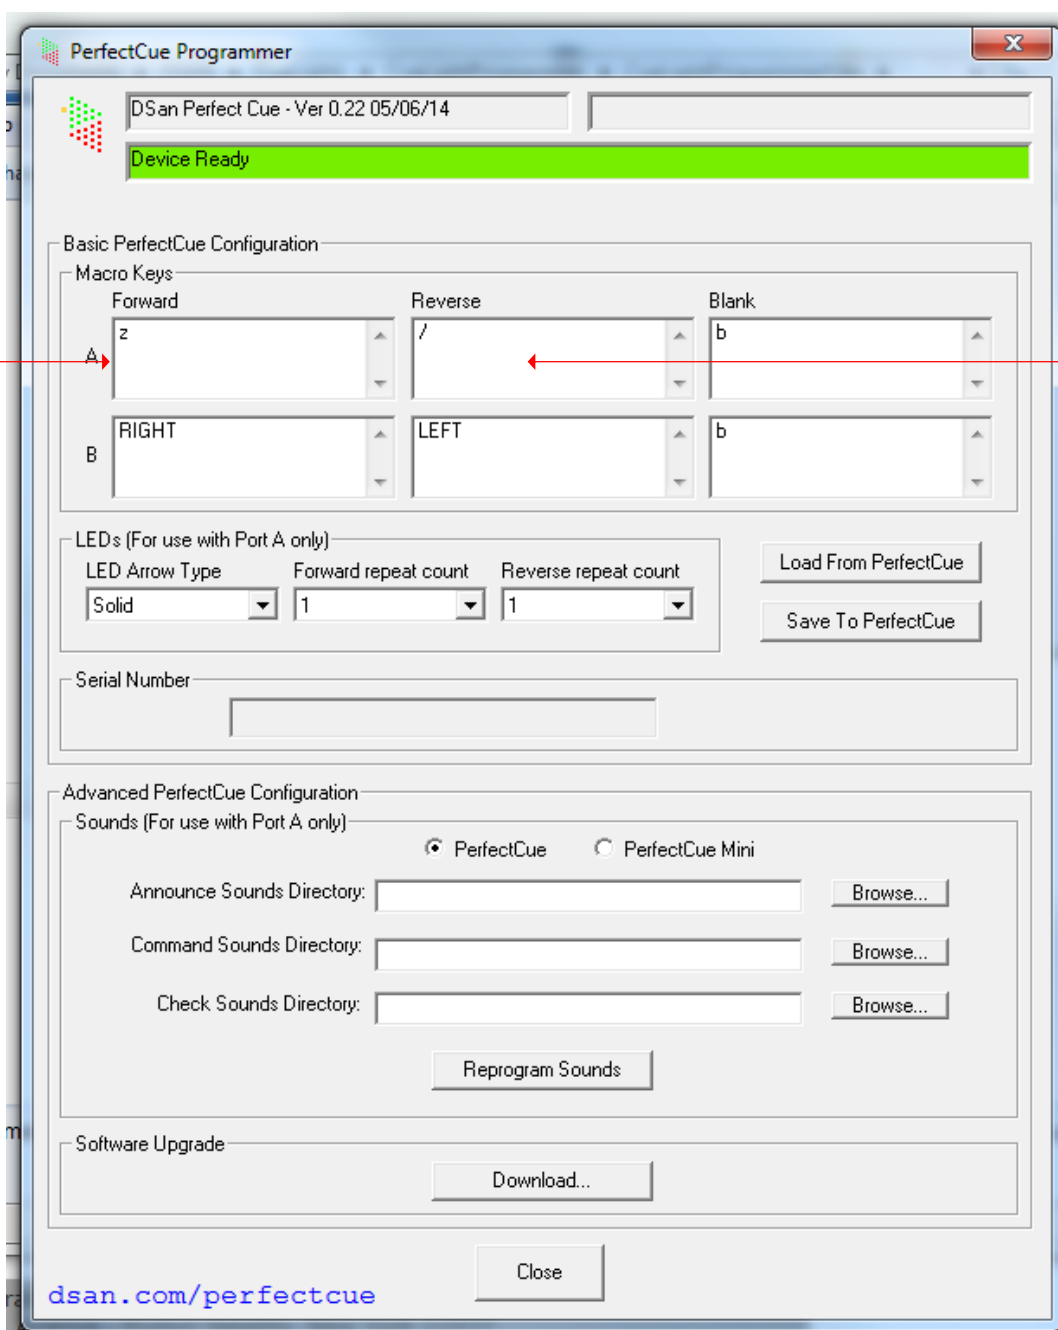 PerfectCue Programmer
X
DSan Perfect Cue - Ver 0.22 05/06/14
Device Ready
Basic PerfectCue Configuration
Macro Keys
Forward Reverse Blank
A z / b
B RIGHT LEFT b
LEDs (For use with Port A only)
LED Arrow Type Forward repeat count Reverse repeat count
Solid 1 1
Load From PerfectCue
Save To PerfectCue
Serial Number
Advanced PerfectCue Configuration
Sounds (For use with Port A only)
PerfectCue PerfectCue Mini
Announce Sounds Directory: Browse...
Command Sounds Directory: Browse...
Check Sounds Directory: Browse...
Reprogram Sounds
Software Upgrade
Download...
Close
dsan.com/perfectcue